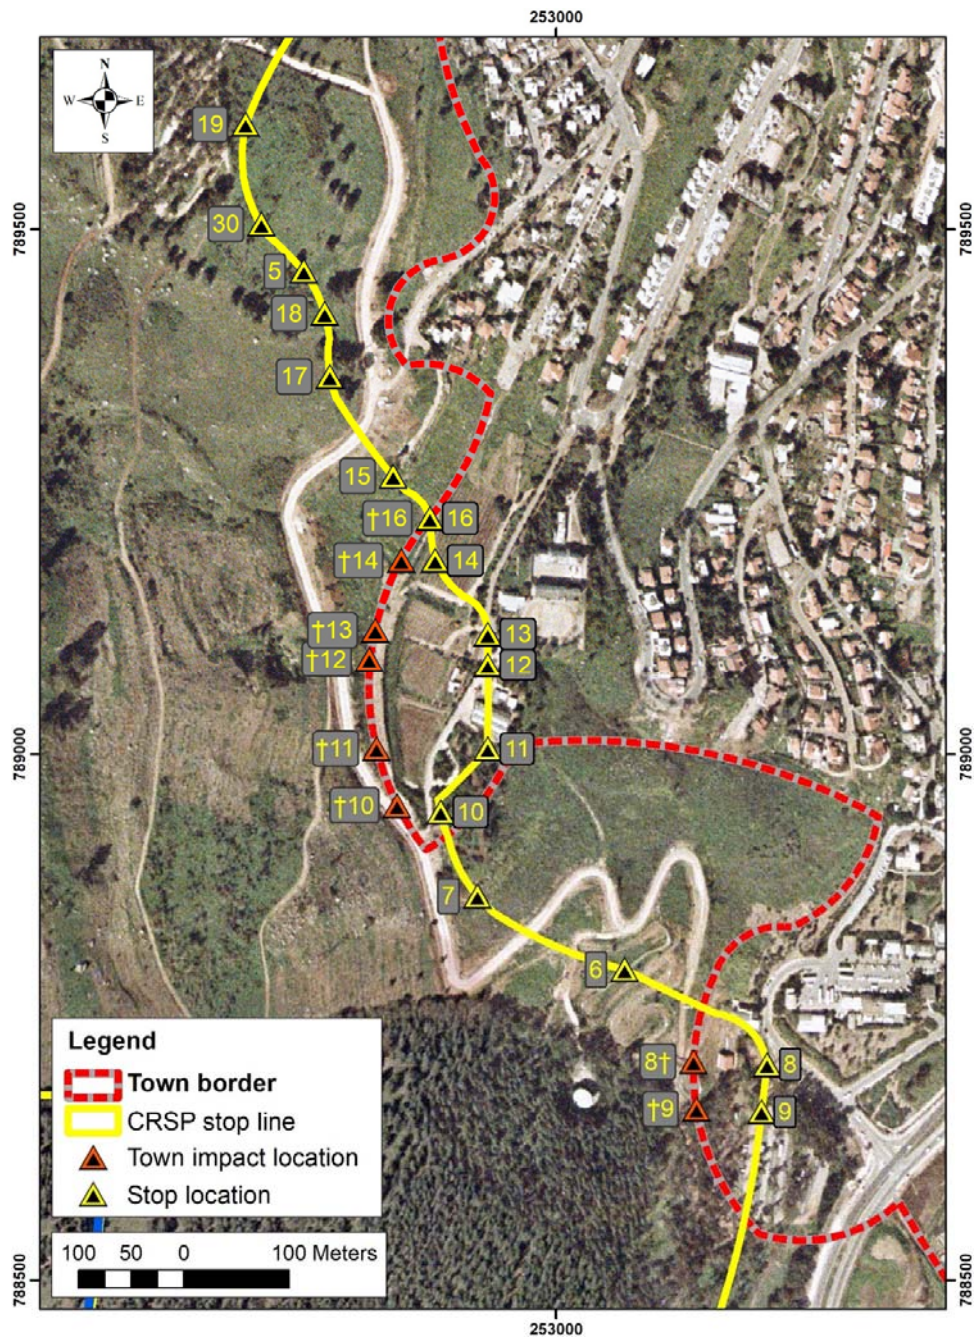 253000
N
W E
S
19
30
789500
789500
5
18
17
15
†16 16
†14 14
†13 13
†12 12
789000
789000
†11 11
†10 10
7
6
8† 8
†9 9
Legend
Town border
CRSP stop line
Town impact location
Stop location
100 50 0 100 Meters
788500
788500
253000